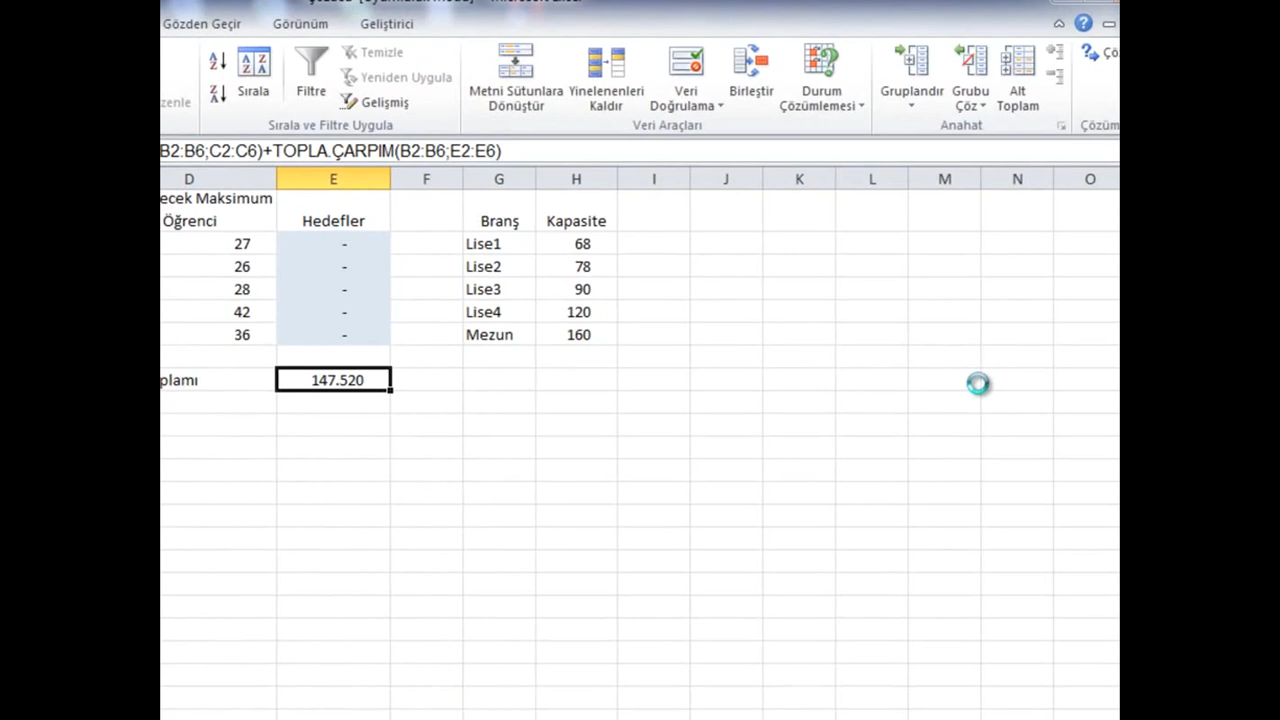 Gözden Geçir Görünüm Geliştirici
Temizle
Yeniden Uygula
Gelişmiş
Sırala Filtre
Metni Sütunlara Dönüştür
Yinelenenleri Kaldır
Veri Doğrulama
Birleştir
Durum Çözümlemesi
Gruplandır
Grubu Çöz
Alt Toplam
Sırala ve Filtre Uygula Veri Araçları Anahat Çözüm
B2:B6;C2:C6)+TOPLA.ÇARPIM(B2:B6;E2:E6)
D E F G H I J K L M N O
ecek Maksimum
Öğrenci Hedefler Branş Kapasite
27 - Lise1 68
26 - Lise2 78
28 - Lise3 90
42 - Lise4 120
36 - Mezun 160
plamı 147.520